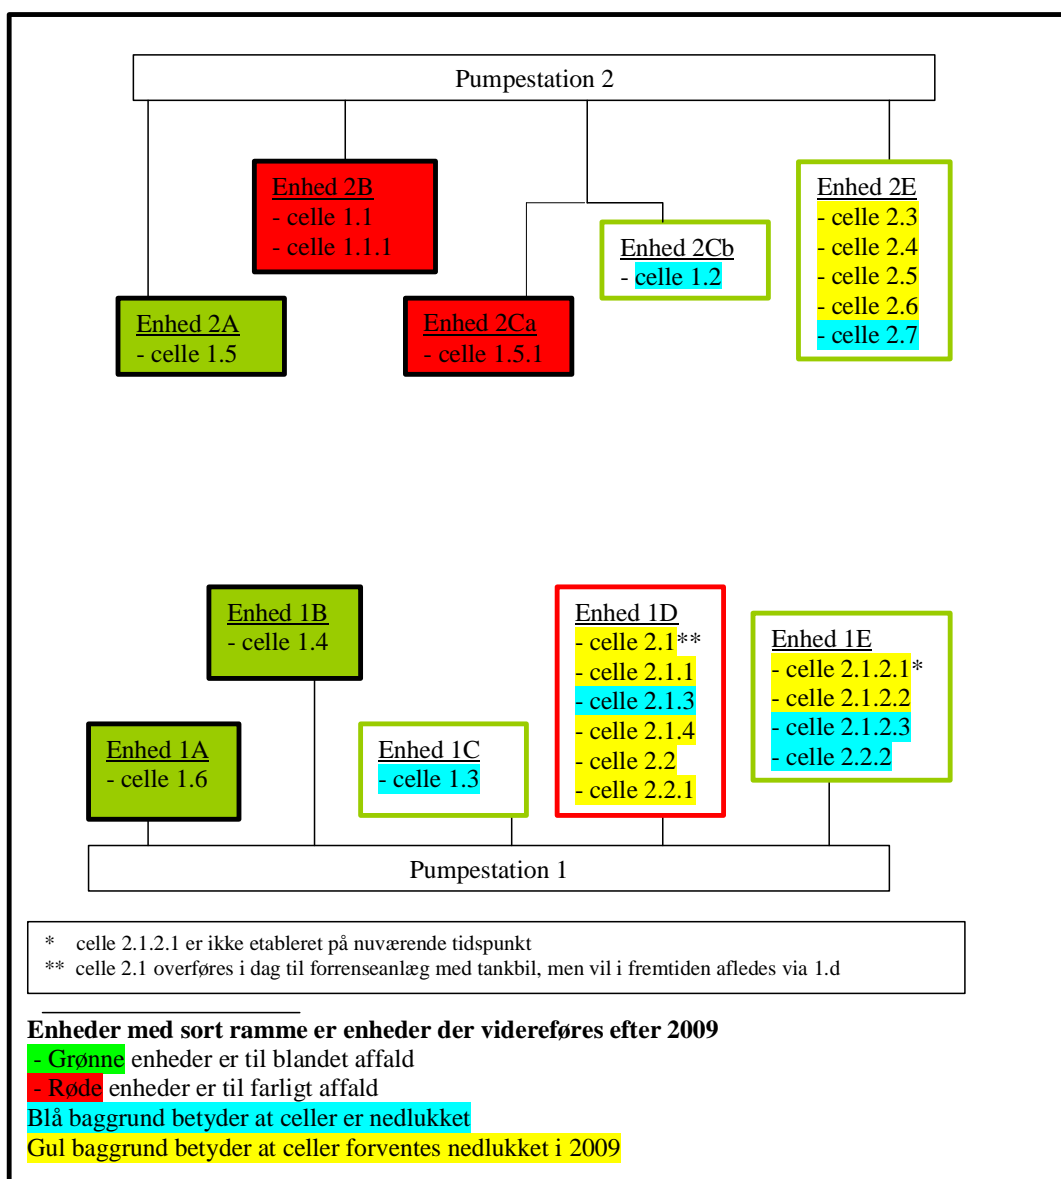 Pumpestation 2
Enhed 2B
- celle 1.1
- celle 1.1.1
Enhed 2E
- celle 2.3
- celle 2.4
- celle 2.5
- celle 2.6
- celle 2.7
Enhed 2Cb
- celle 1.2
Enhed 2A
- celle 1.5
Enhed 2Ca
- celle 1.5.1
Enhed 1B
- celle 1.4
Enhed 1D
- celle 2.1**
- celle 2.1.1
- celle 2.1.3
- celle 2.1.4
- celle 2.2
- celle 2.2.1
Enhed 1E
- celle 2.1.2.1*
- celle 2.1.2.2
- celle 2.1.2.3
- celle 2.2.2
Enhed 1A
- celle 1.6
Enhed 1C
- celle 1.3
Pumpestation 1
* celle 2.1.2.1 er ikke etableret på nuværende tidspunkt
** celle 2.1 overføres i dag til forrenseanlæg med tankbil, men vil i fremtiden afledes via 1.d
Enheder med sort ramme er enheder der videreføres efter 2009
- Grønne enheder er til blandet affald
- Røde enheder er til farligt affald
Blå baggrund betyder at celler er nedlukket
Gul baggrund betyder at celler forventes nedlukket i 2009